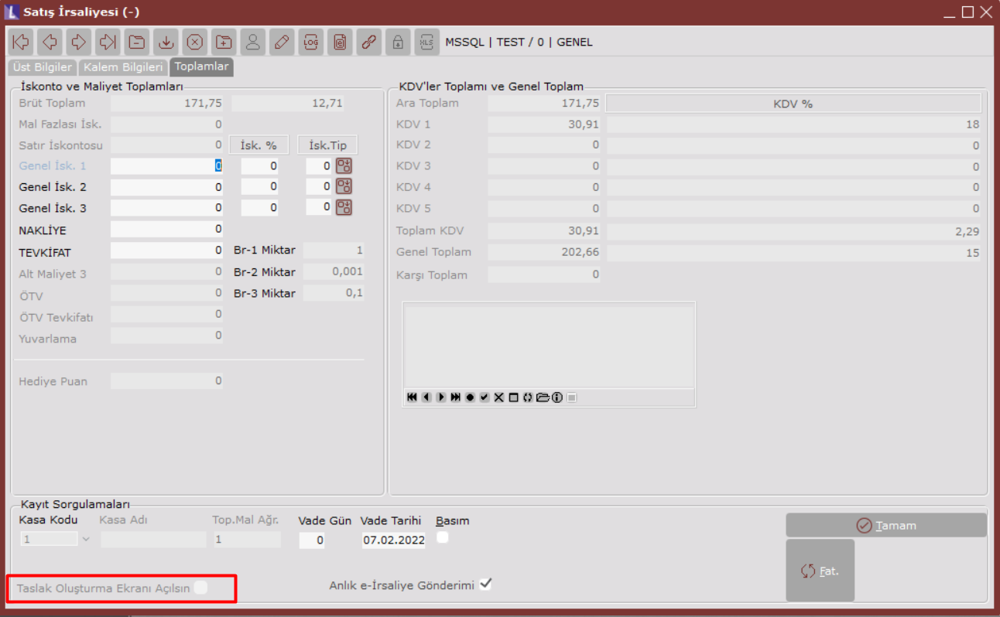 Satış İrsaliyesi (-)
LOG
XLS
MSSQL | TEST / 0 | GENEL
Üst Bilgiler Kalem Bilgileri Toplamlar
İskonto ve Maliyet Toplamları
Brüt Toplam 171,75 12,71
Mal Fazlası İsk. 0
Satır İskontosu 0 İsk. % İsk.Tip
Genel İsk. 1 0 0 0
Genel İsk. 2 0 0 0
Genel İsk. 3 0 0 0
NAKLİYE 0
TEVKİFAT 0 Br-1 Miktar 1
Alt Maliyet 3 0 Br-2 Miktar 0,001
ÖTV 0 Br-3 Miktar 0,1
ÖTV Tevkifatı 0
Yuvarlama 0
Hediye Puan 0
KDV'ler Toplamı ve Genel Toplam
Ara Toplam 171,75 KDV %
KDV 1 30,91 18
KDV 2 0 0
KDV 3 0 0
KDV 4 0 0
KDV 5 0 0
Toplam KDV 30,91 2,29
Genel Toplam 202,66 15
Karşı Toplam 0
Kayıt Sorgulamaları
Kasa Kodu Kasa Adı Top.Mal Ağr. Vade Gün Vade Tarihi Basım
1 1 0 07.02.2022
Tamam
Fat.
Taslak Oluşturma Ekranı Açılsın
Anlık e-İrsaliye Gönderimi